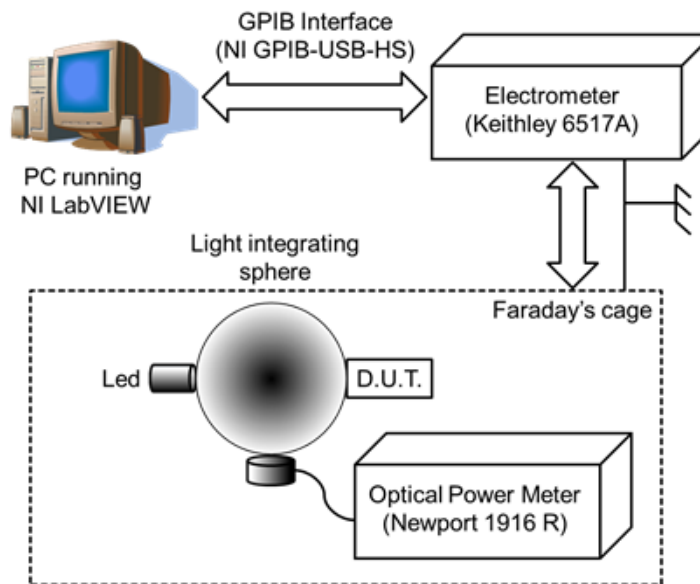 GPIB Interface
(NI GPIB-USB-HS)
Electrometer
(Keithley 6517A)
PC running
NI LabVIEW
Light integrating
sphere
Faraday's cage
Led
D.U.T.
Optical Power Meter
(Newport 1916 R)